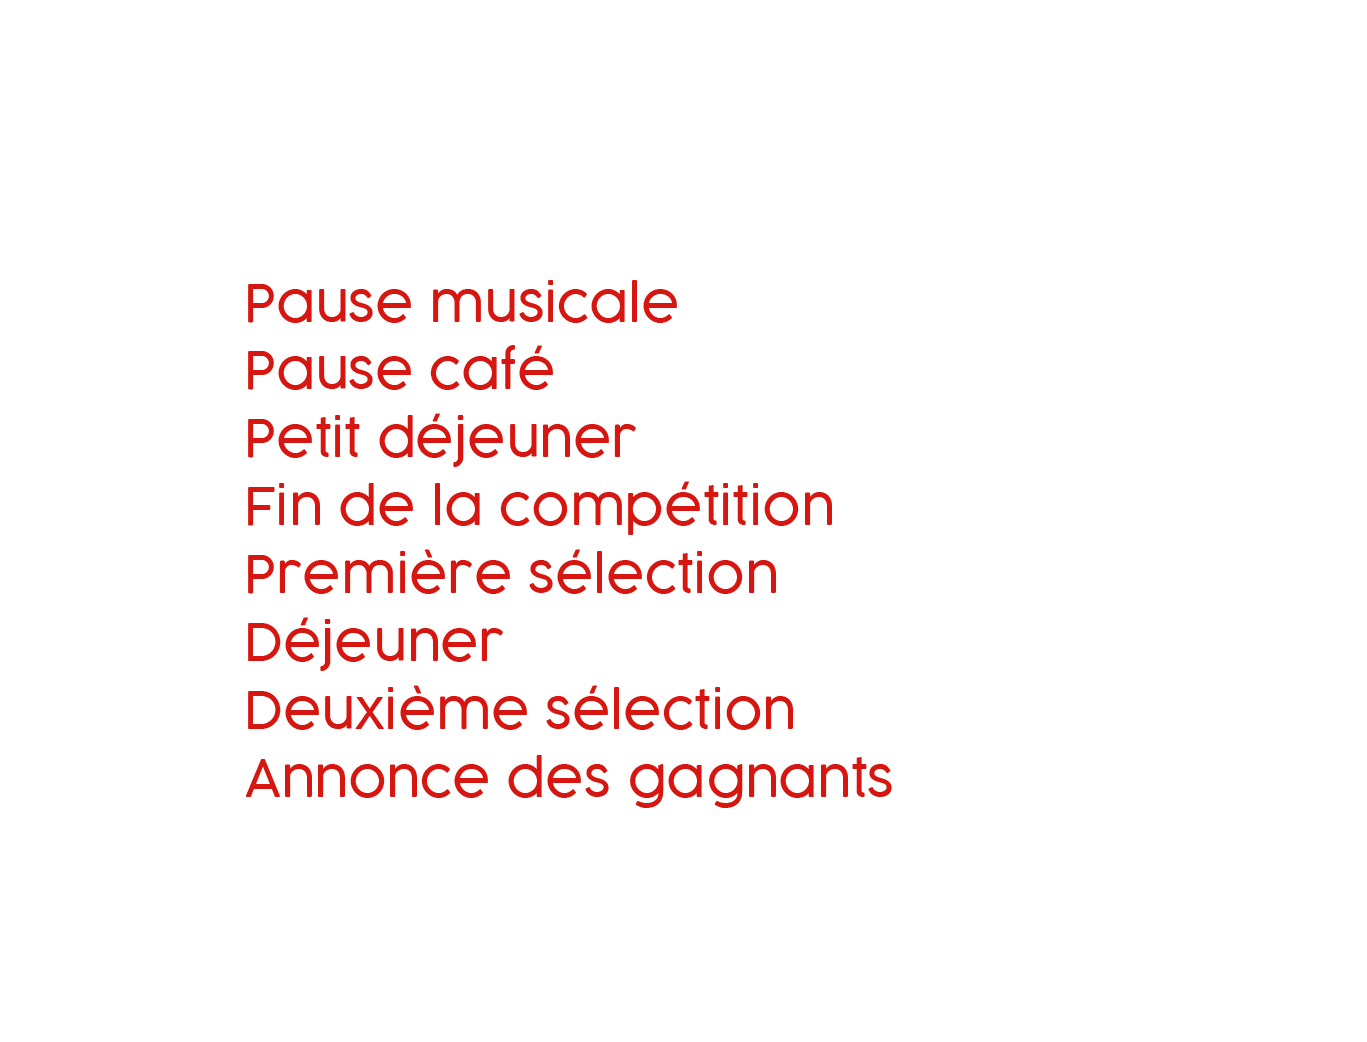 Pause musicale
Pause café
Petit déjeuner
Fin de la compétition
Première sélection
Déjeuner
Deuxième sélection
Annonce des gagnants